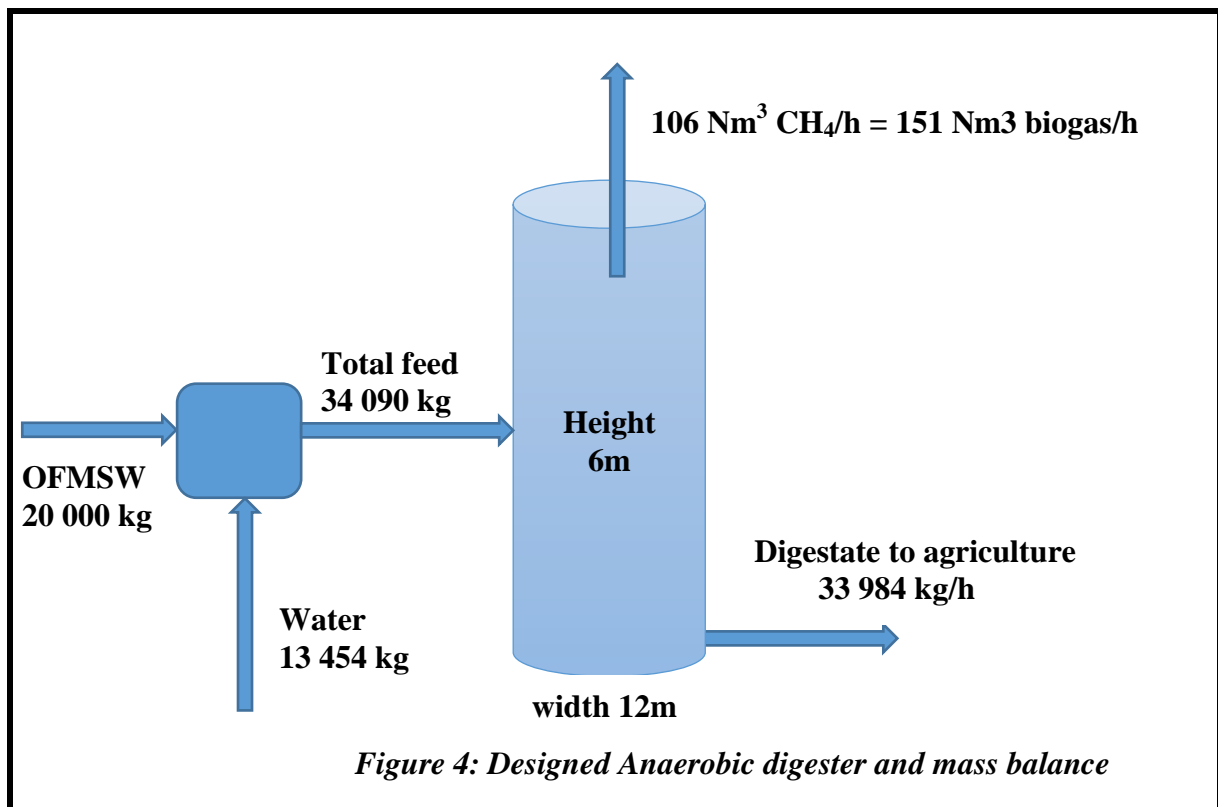 106 Nm³ CH₄/h = 151 Nm3 biogas/h
Total feed
34 090 kg
Height
6m
OFMSW
20 000 kg
Digestate to agriculture
33 984 kg/h
Water
13 454 kg
width 12m
Figure 4: Designed Anaerobic digester and mass balance